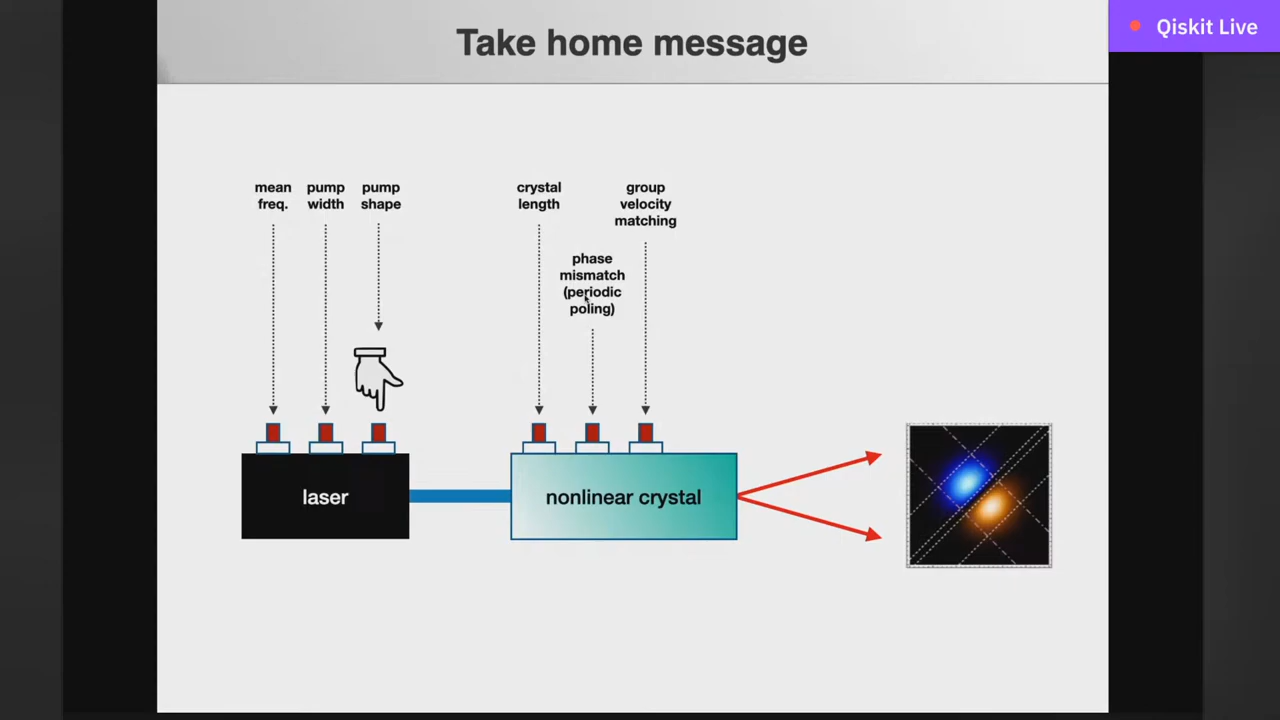 Take home message
Qiskit Live
mean
freq.
pump
width
pump
shape
crystal
length
group
velocity
matching
phase
mismatch
(periodic
poling)
laser
nonlinear crystal